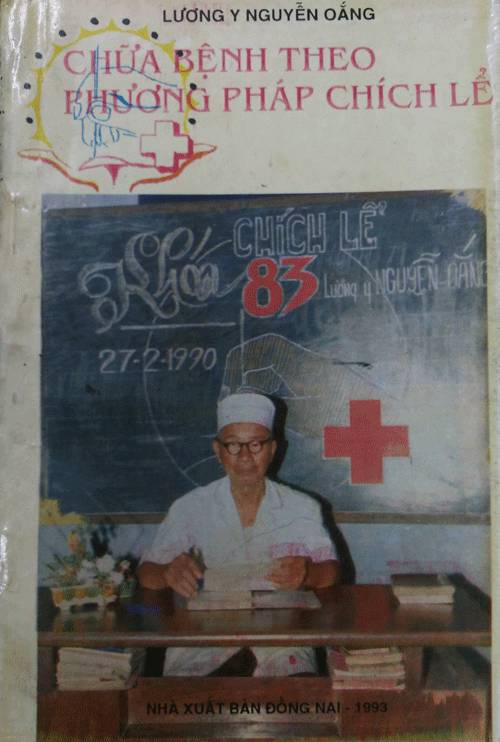 LƯƠNG Y NGUYỄN OẮNG
CHỮA BỆNH THEO
PHƯƠNG PHÁP CHÍCH LỂ
CHÍCH LỂ
Khóa 83 Lương y NGUYỄN OẮNG
27-2-1990
NHÀ XUẤT BẢN ĐỒNG NAI - 1993